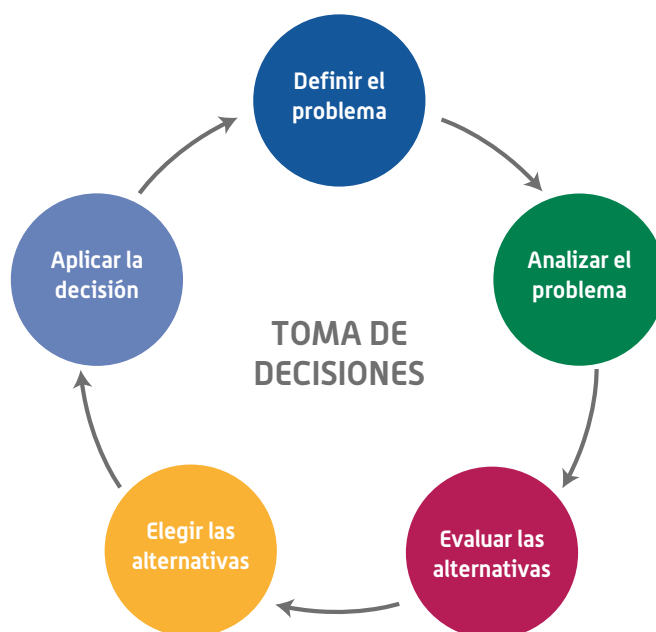 Definir el
problema
Analizar el
problema
Evaluar las
alternativas
Elegir las
alternativas
Aplicar la
decisión
TOMA DE
DECISIONES